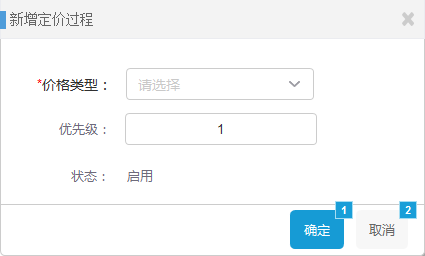 新增定价过程
*价格类型： 请选择
优先级： 1
状态： 启用
1 2
确定 取消